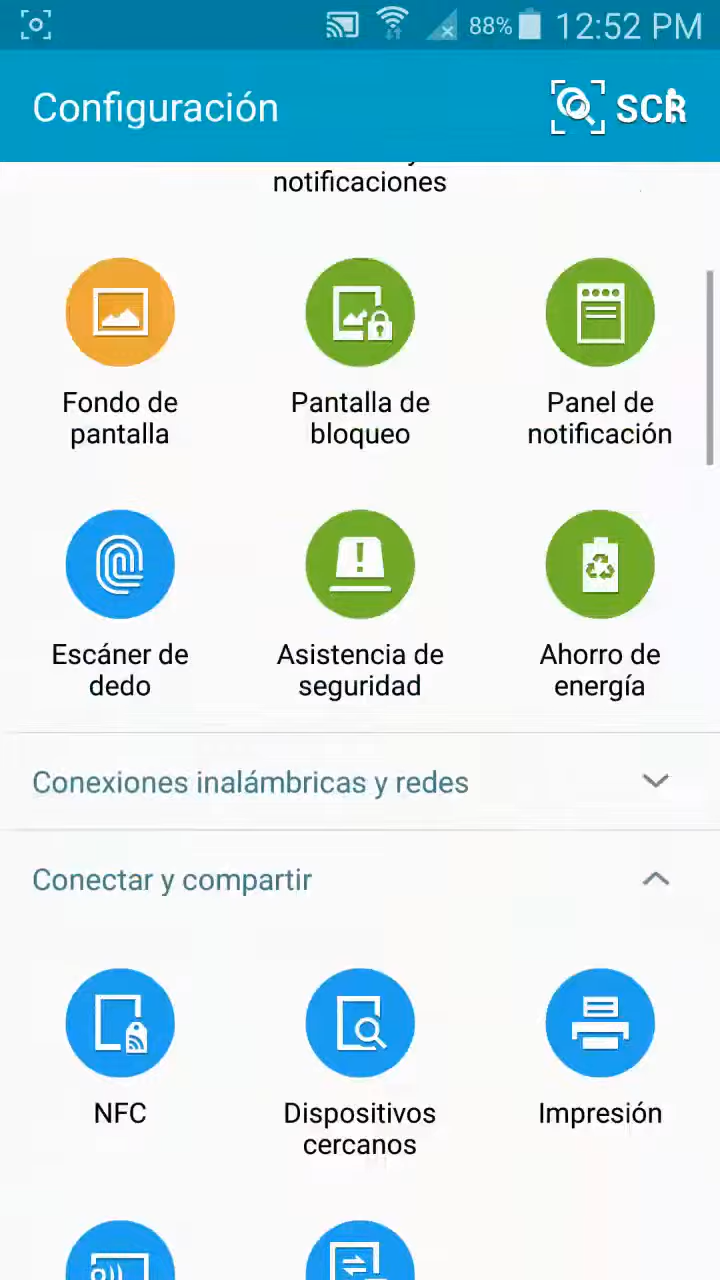 88% 12:52 PM
Configuración SCR
notificaciones
Fondo de
pantalla
Pantalla de
bloqueo
Panel de
notificación
Escáner de
dedo
Asistencia de
seguridad
Ahorro de
energía
Conexiones inalámbricas y redes
Conectar y compartir
NFC
Dispositivos
cercanos
Impresión